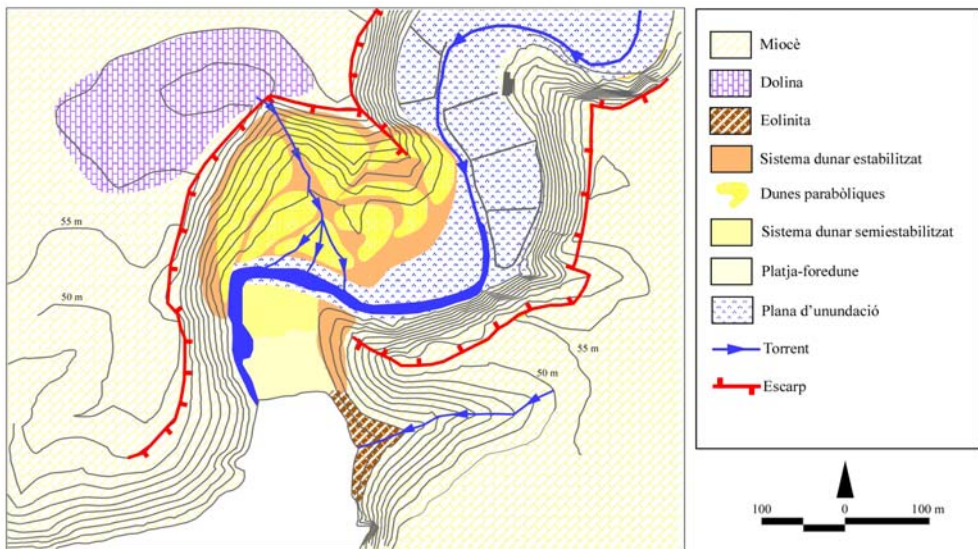 55 m
50 m
55 m
50 m
Miocè
Dolina
Eolinita
Sistema dunar estabilitzat
Dunes parabòliques
Sistema dunar semiestabilitzat
Platja-foredune
Plana d'unundació
Torrent
Escarp
100 0 100 m